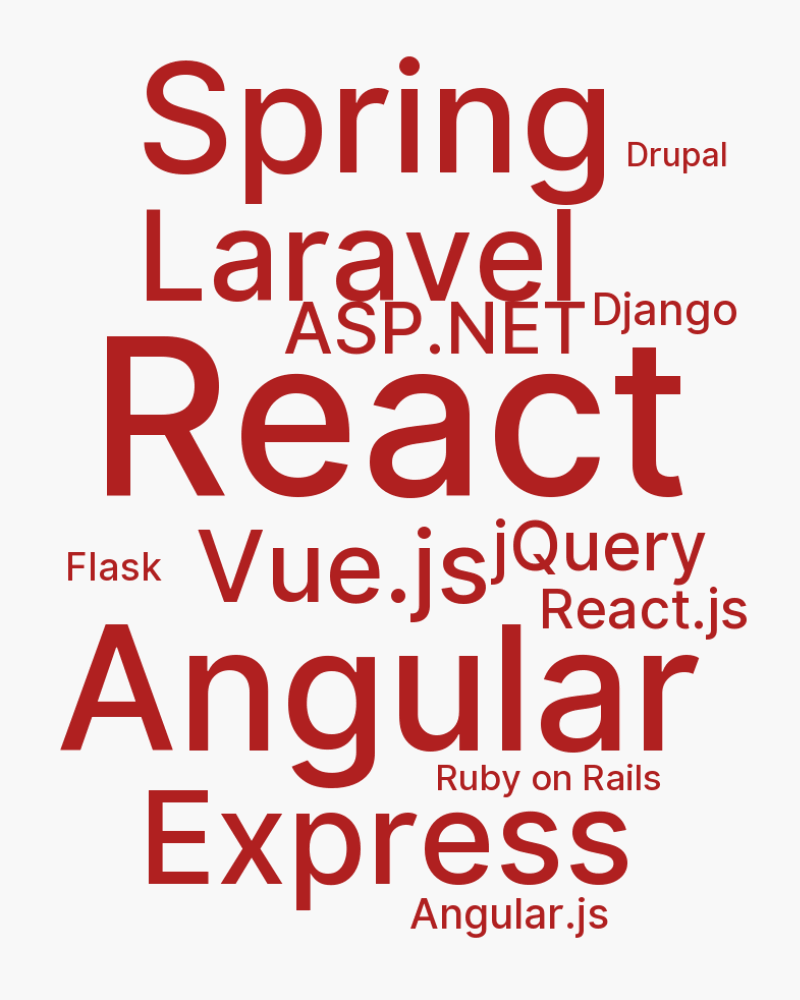 Spring
Drupal
Laravel
ASP.NET
Django
React
Flask
Vue.js
jQuery
React.js
Angular
Ruby on Rails
Express
Angular.js